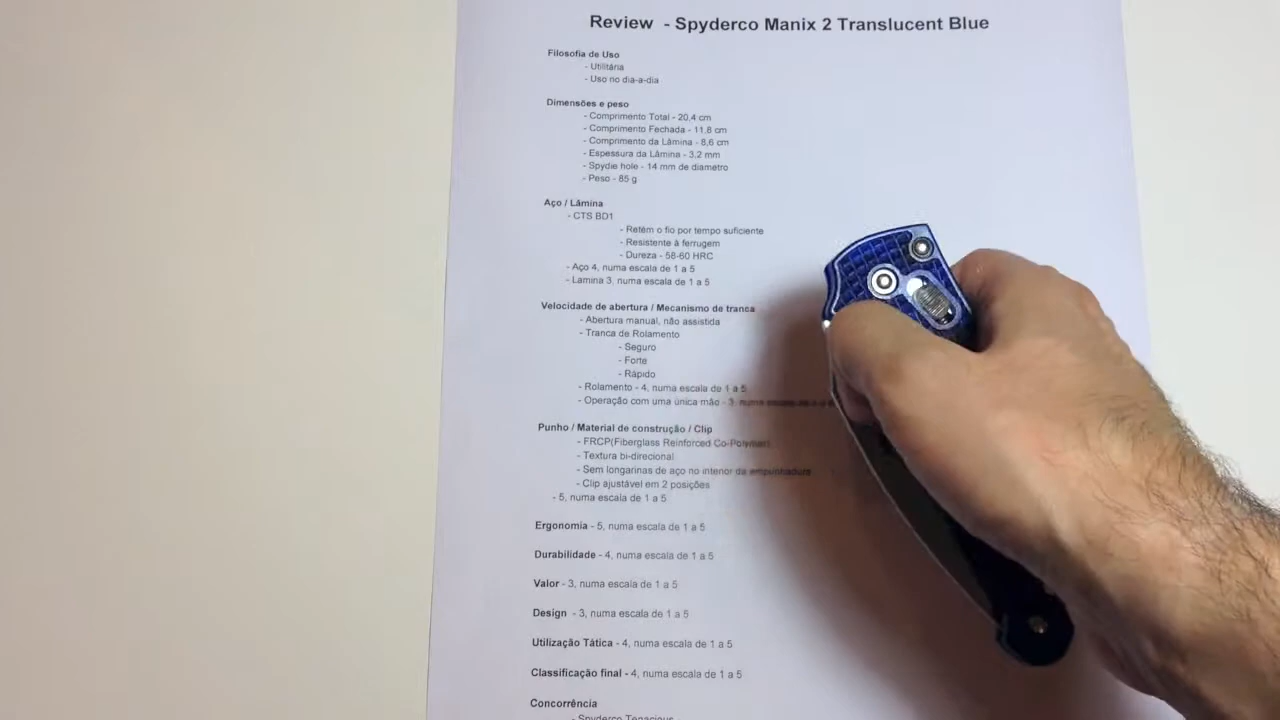 Review - Spyderco Manix 2 Translucent Blue
Filosofia de Uso
- Utilitária
- Uso no dia-a-dia
Dimensões e peso
- Comprimento Total - 20,4 cm
- Comprimento Fechada - 11,8 cm
- Comprimento da Lâmina - 8,6 cm
- Espessura da Lâmina - 3,2 mm
- Spydie hole - 14 mm de diametro
- Peso - 85 g
Aço / Lâmina
- CTS BD1
- Retém o fio por tempo suficiente
- Resistente à ferrugem
- Dureza - 58-60 HRC
- Aço 4, numa escala de 1 a 5
- Lamina 3, numa escala de 1 a 5
Velocidade de abertura / Mecanismo de tranca
- Abertura manual, não assistida
- Tranca de Rolamento
- Seguro
- Forte
- Rápido
- Rolamento - 4, numa escala de 1 a 5
- Operação com uma única mão - 3, numa escala de 1 a
Punho / Material de construção / Clip
- FRCP(Fiberglass Reinforced Co-Polymer)
- Textura bi-direcional
- Sem longarinas de aço no interior da empunhadura
- Clip ajustável em 2 posições
- 5, numa escala de 1 a 5
Ergonomia - 5, numa escala de 1 a 5
Durabilidade - 4, numa escala de 1 a 5
Valor - 3, numa escala de 1 a 5
Design - 3, numa escala de 1 a 5
Utilização Tática - 4, numa escala de 1 a 5
Classificação final - 4, numa escala de 1 a 5
Concorrência
- Spyderco Tenacious